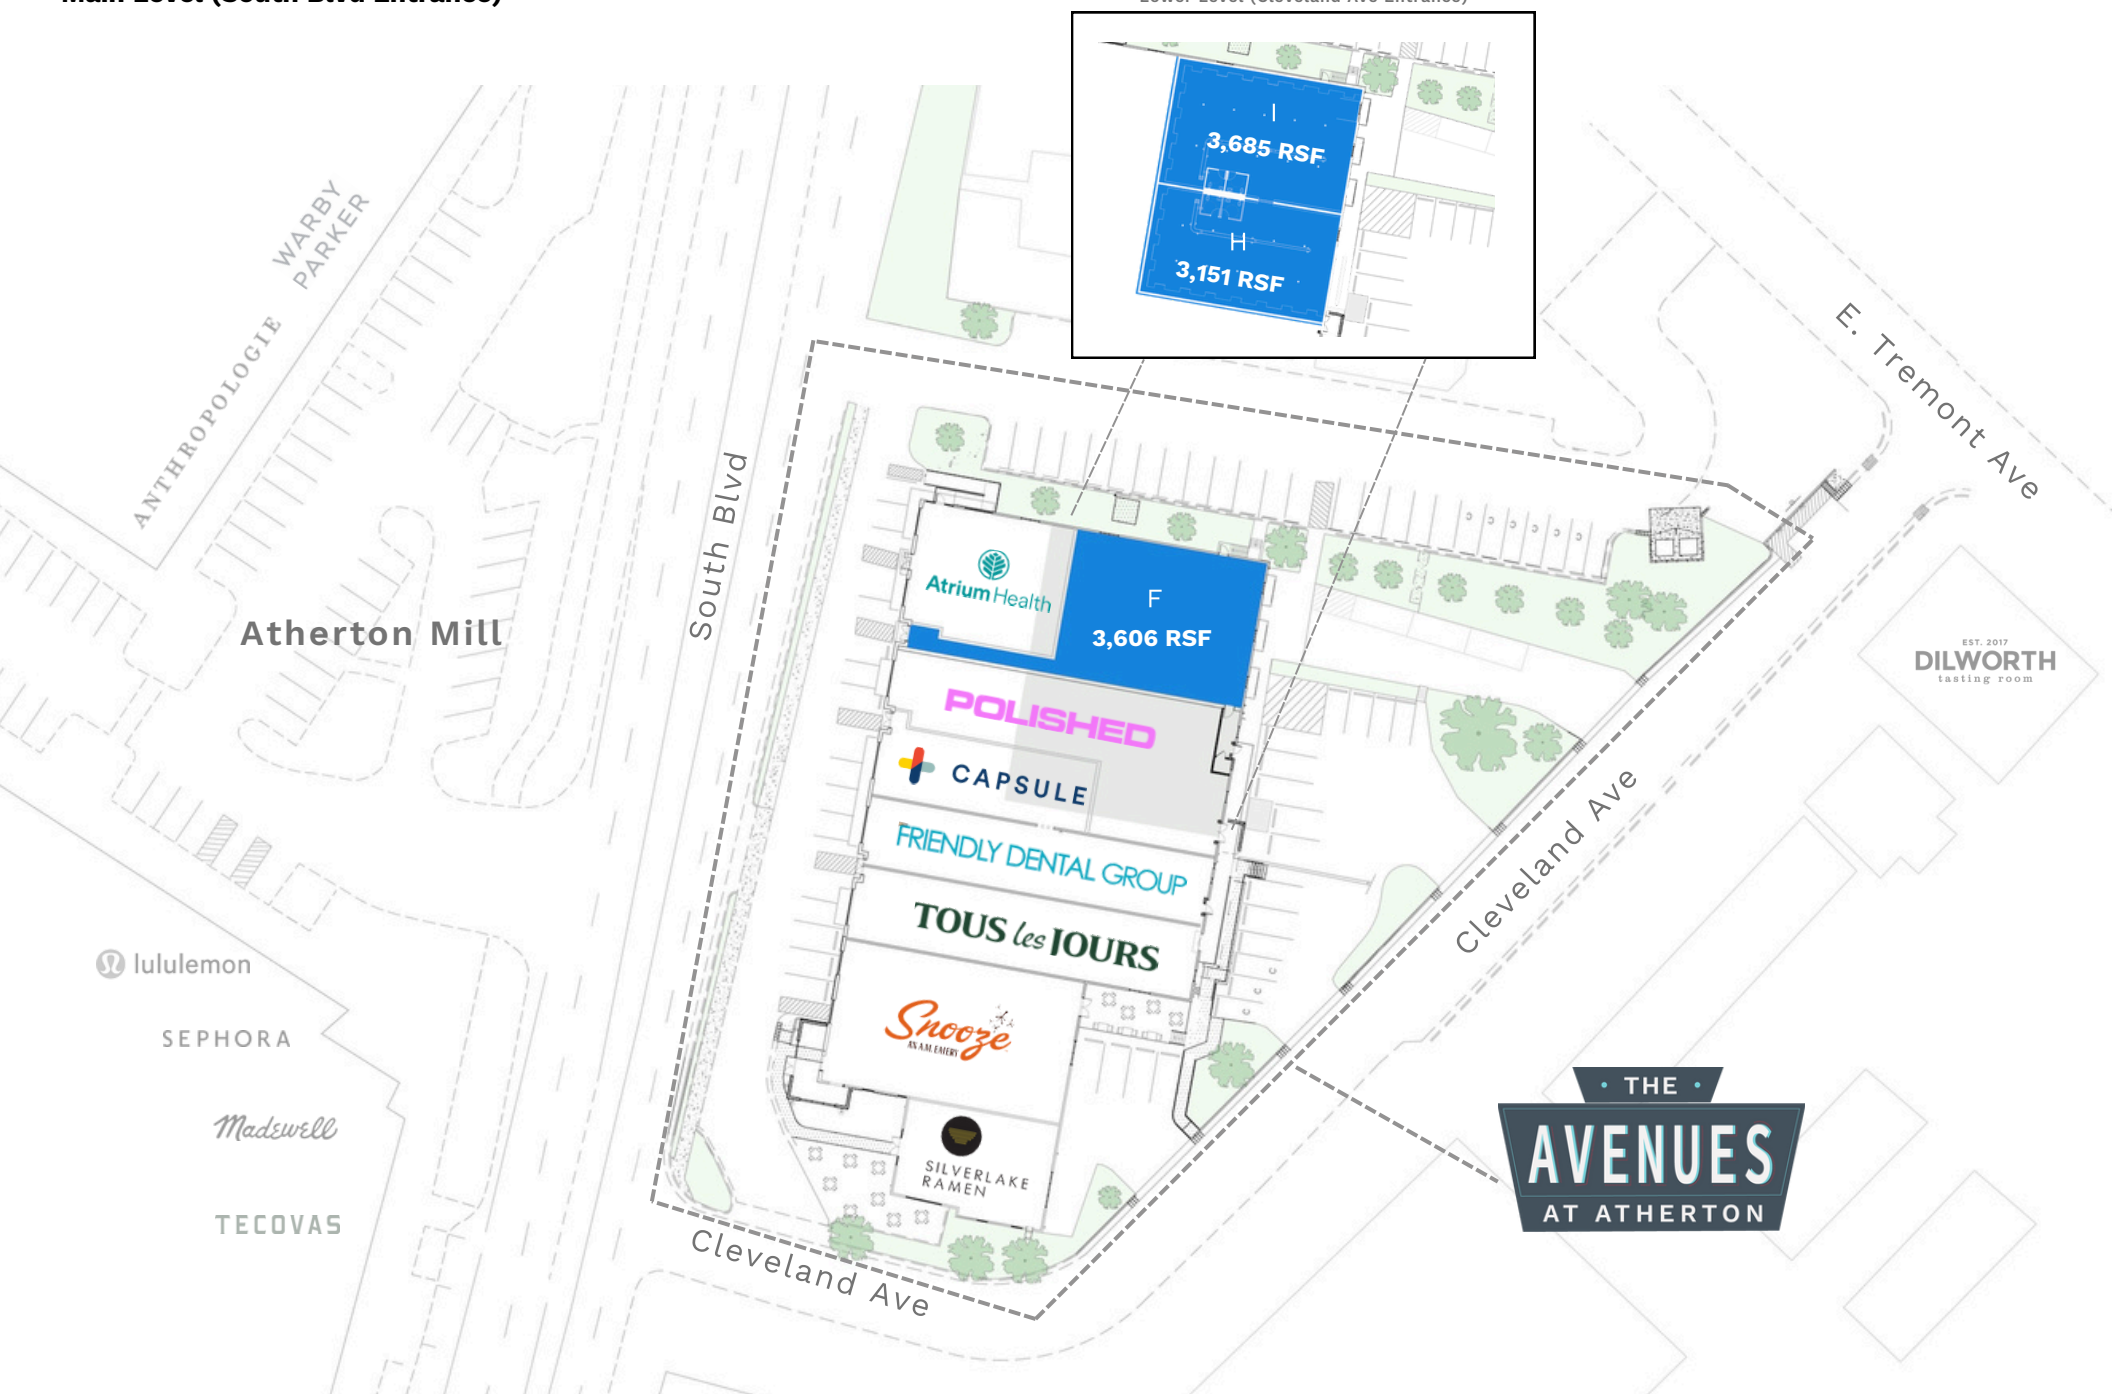 Main Level (South Blvd Entrance)
Lower Level (Cleveland Ave Entrance)
I
3,685 RSF
H
3,151 RSF
WARBY
PARKER
ANTHROPOLOGIE
E. Tremont Ave
South Blvd
Atrium Health
F
3,606 RSF
Atherton Mill
EST. 2017
DILWORTH
tasting room
POLISHED
CAPSULE
FRIENDLY DENTAL GROUP
Cleveland Ave
TOUS les JOURS
lululemon
SEPHORA
Snooze
AN A.M. EATERY
Madewell
SILVERLAKE
RAMEN
TECOVAS
THE
AVENUES
AT ATHERTON
Cleveland Ave